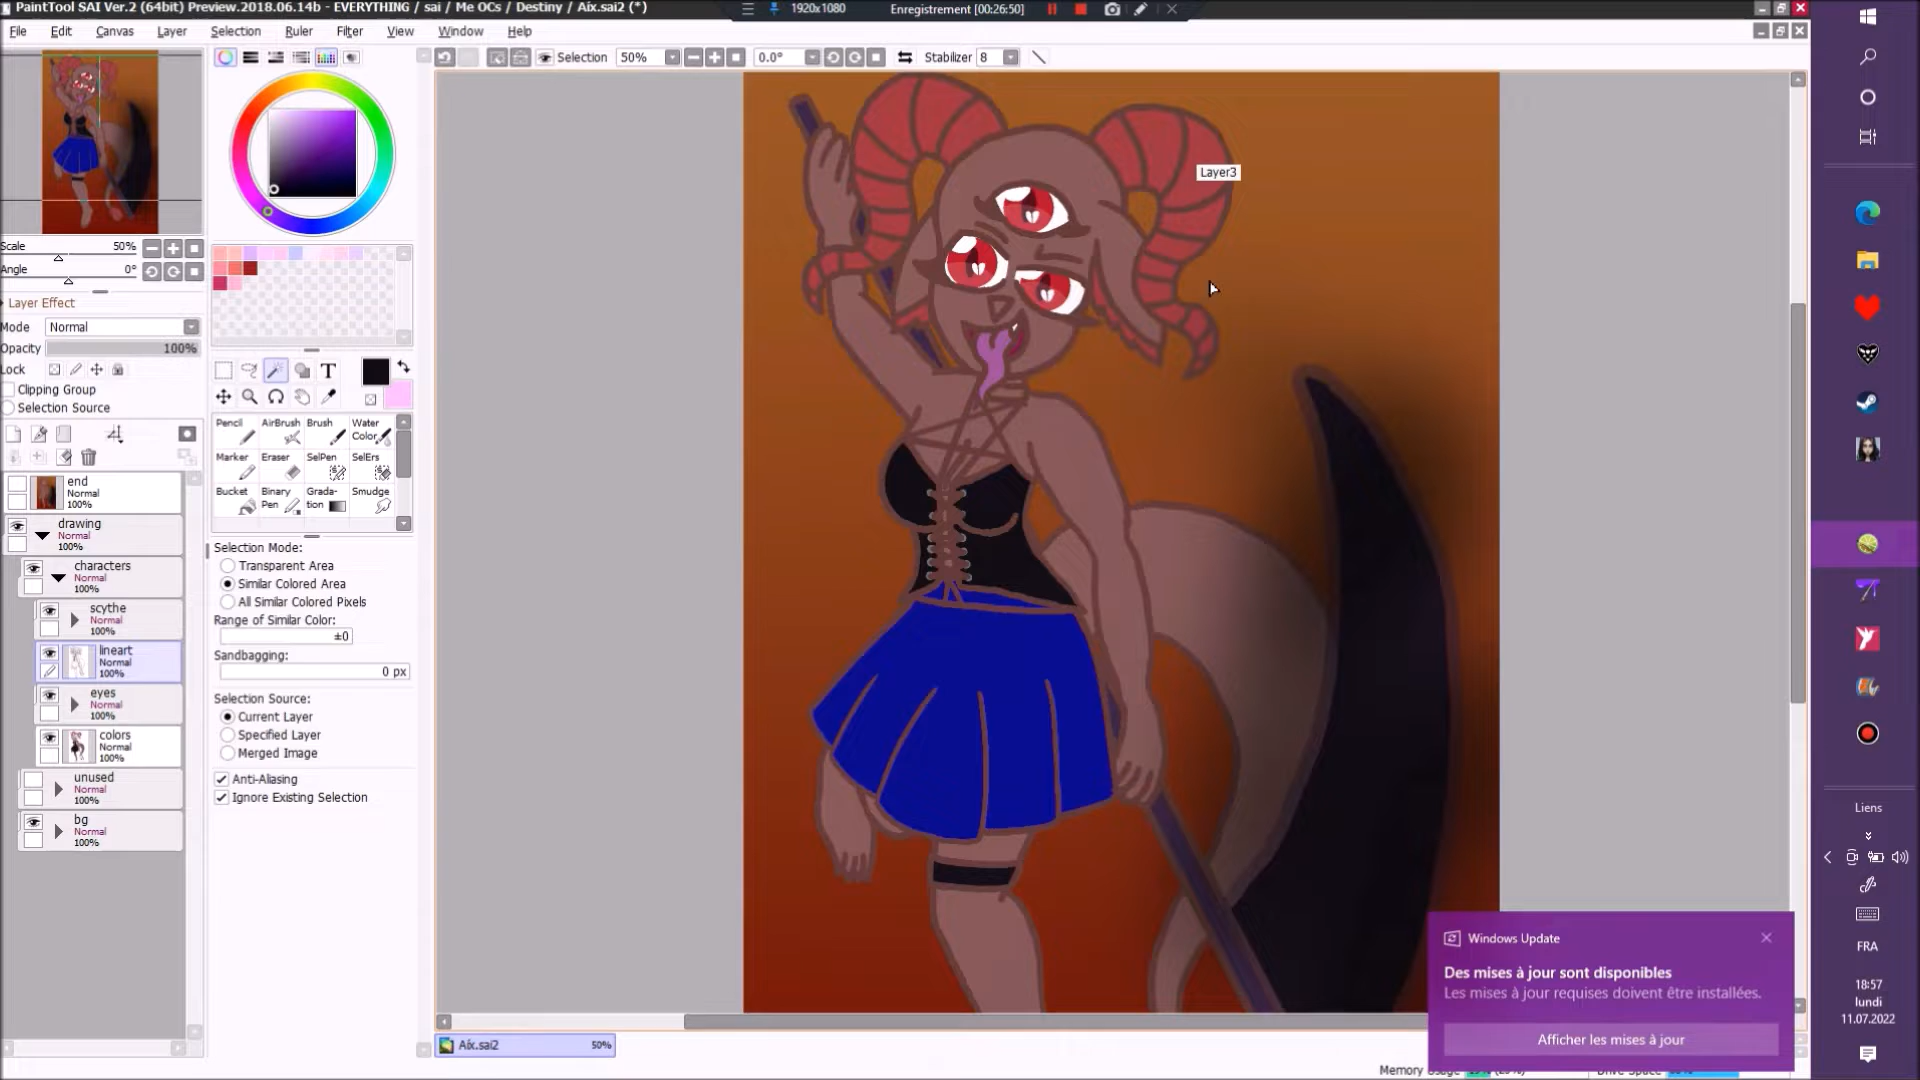 PaintTool SAI Ver.2 (64bit) Preview.2018.06.14b - EVERYTHING / sai / Me OCs / Destiny / Aix.sai2 (*)
1920x1080
Enregistrement [00:26:50]
File Edit Canvas Layer Selection Ruler Filter View Window Help
Selection 50% 0.0° Stabilizer 8
Scale 50%
Angle 0°
Layer Effect
Mode Normal
Opacity 100%
Lock
Clipping Group
Selection Source
end
Normal
100%
drawing
Normal
100%
characters
Normal
100%
scythe
Normal
100%
lineart
Normal
100%
eyes
Normal
100%
colors
Normal
100%
unused
Normal
100%
bg
Normal
100%
T
Pencil AirBrush Brush Water Color
Marker Eraser SelPen SelErs
Bucket Binary Pen Grada-tion Smudge
Selection Mode:
Transparent Area
Similar Colored Area
All Similar Colored Pixels
Range of Similar Color:
±0
Sandbagging:
0 px
Selection Source:
Current Layer
Specified Layer
Merged Image
Anti-Aliasing
Ignore Existing Selection
Layer3
Aix.sai2 50%
Windows Update
Des mises à jour sont disponibles
Les mises à jour requises doivent être installées.
Afficher les mises à jour
Memory
Liens
FRA
18:57
lundi
11.07.2022